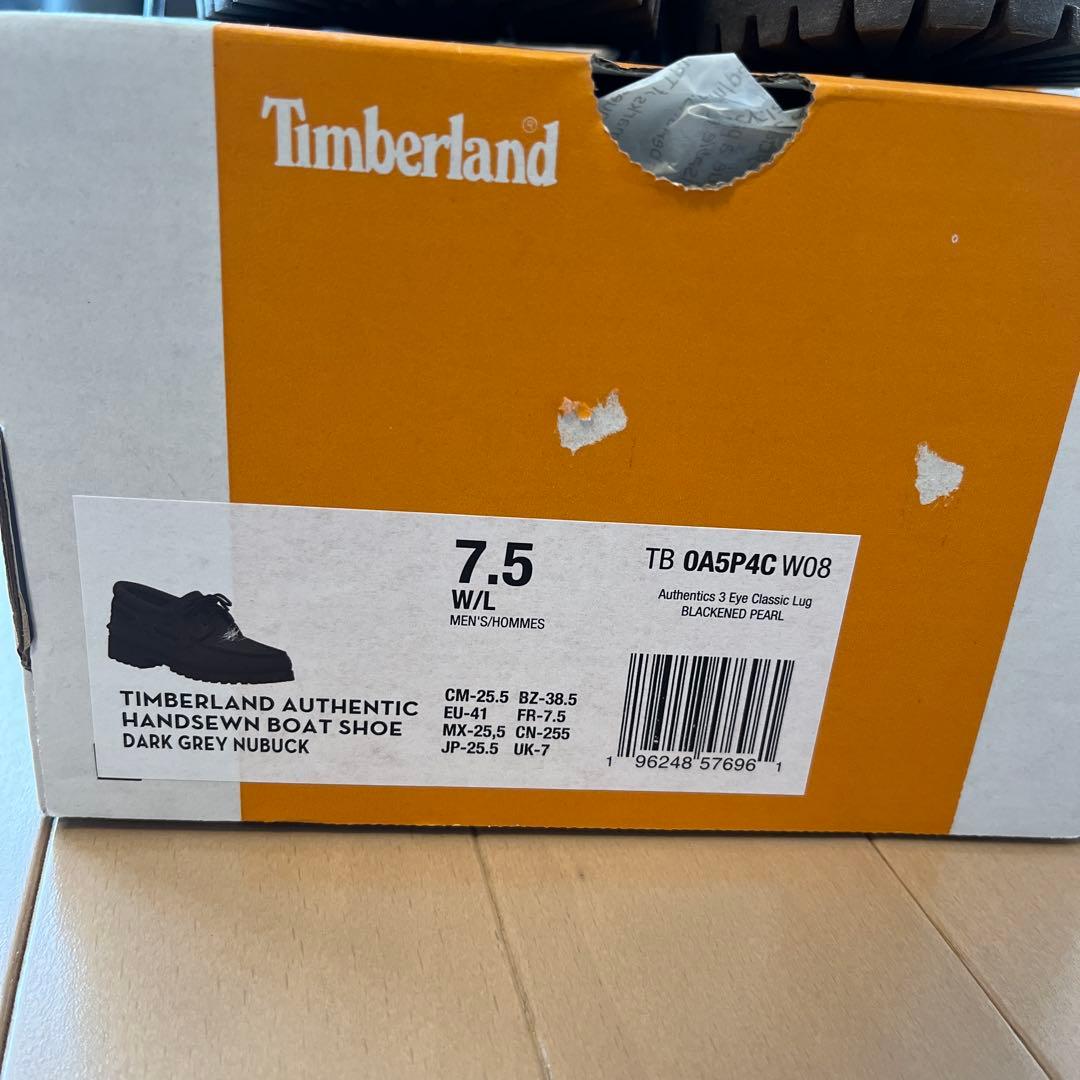 Timberland®
7.5
W/L
MEN'S/HOMMES
TB 0A5P4C W08
Authentics 3 Eye Classic Lug
BLACKENED PEARL
TIMBERLAND AUTHENTIC
HANDSEWN BOAT SHOE
DARK GREY NUBUCK
CM-25.5 BZ-38.5
EU-41 FR-7.5
MX-25,5 CN-255
JP-25.5 UK-7
1 96248 57696 1